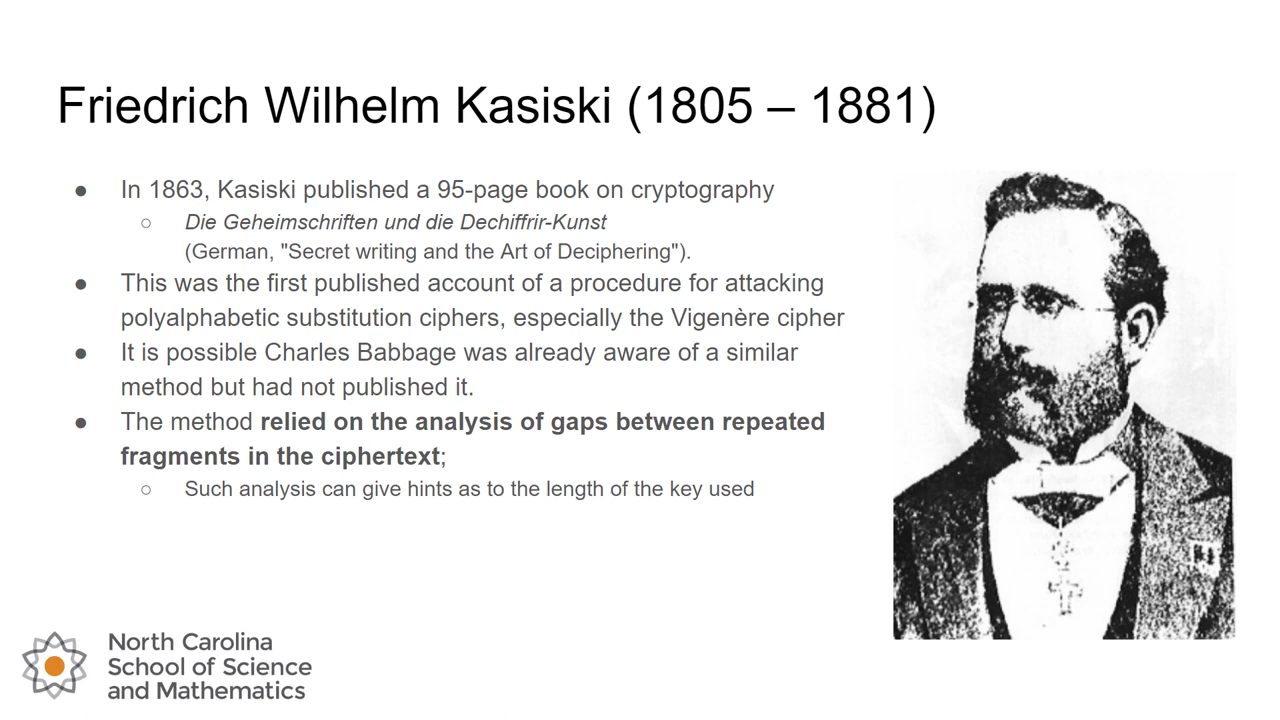 Friedrich Wilhelm Kasiski (1805 – 1881)
● In 1863, Kasiski published a 95-page book on cryptography
○ Die Geheimschriften und die Dechiffrir-Kunst
(German, "Secret writing and the Art of Deciphering").
● This was the first published account of a procedure for attacking
polyalphabetic substitution ciphers, especially the Vigenère cipher
● It is possible Charles Babbage was already aware of a similar
method but had not published it.
● The method relied on the analysis of gaps between repeated
fragments in the ciphertext;
○ Such analysis can give hints as to the length of the key used
North Carolina
School of Science
and Mathematics